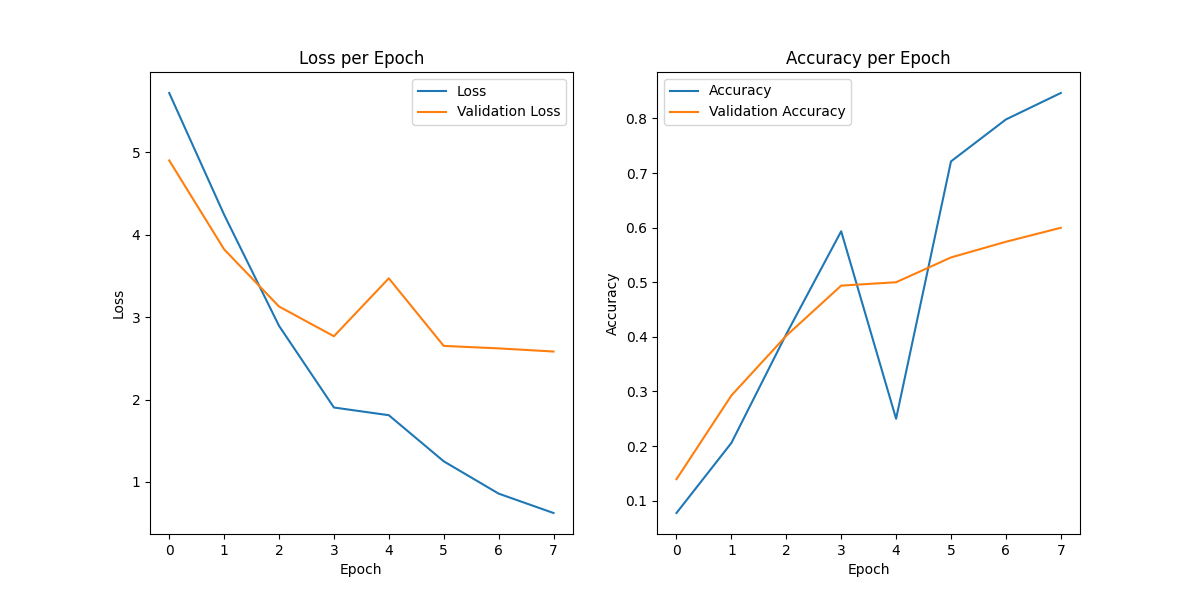 Loss per Epoch
Loss
Validation Loss
Loss
5
4
3
2
1
0 1 2 3 4 5 6 7
Epoch
Accuracy per Epoch
Accuracy
Validation Accuracy
Accuracy
0.8
0.7
0.6
0.5
0.4
0.3
0.2
0.1
0 1 2 3 4 5 6 7
Epoch